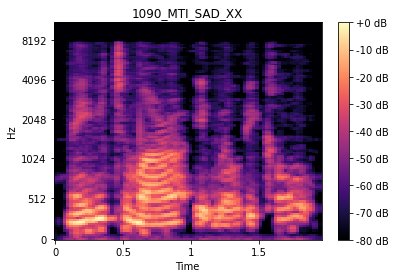 1090_MTI_SAD_XX
8192
4096
2048
1024
512
0
Hz
0
0.5
1
1.5
Time
+0 dB
-10 dB
-20 dB
-30 dB
-40 dB
-50 dB
-60 dB
-70 dB
-80 dB